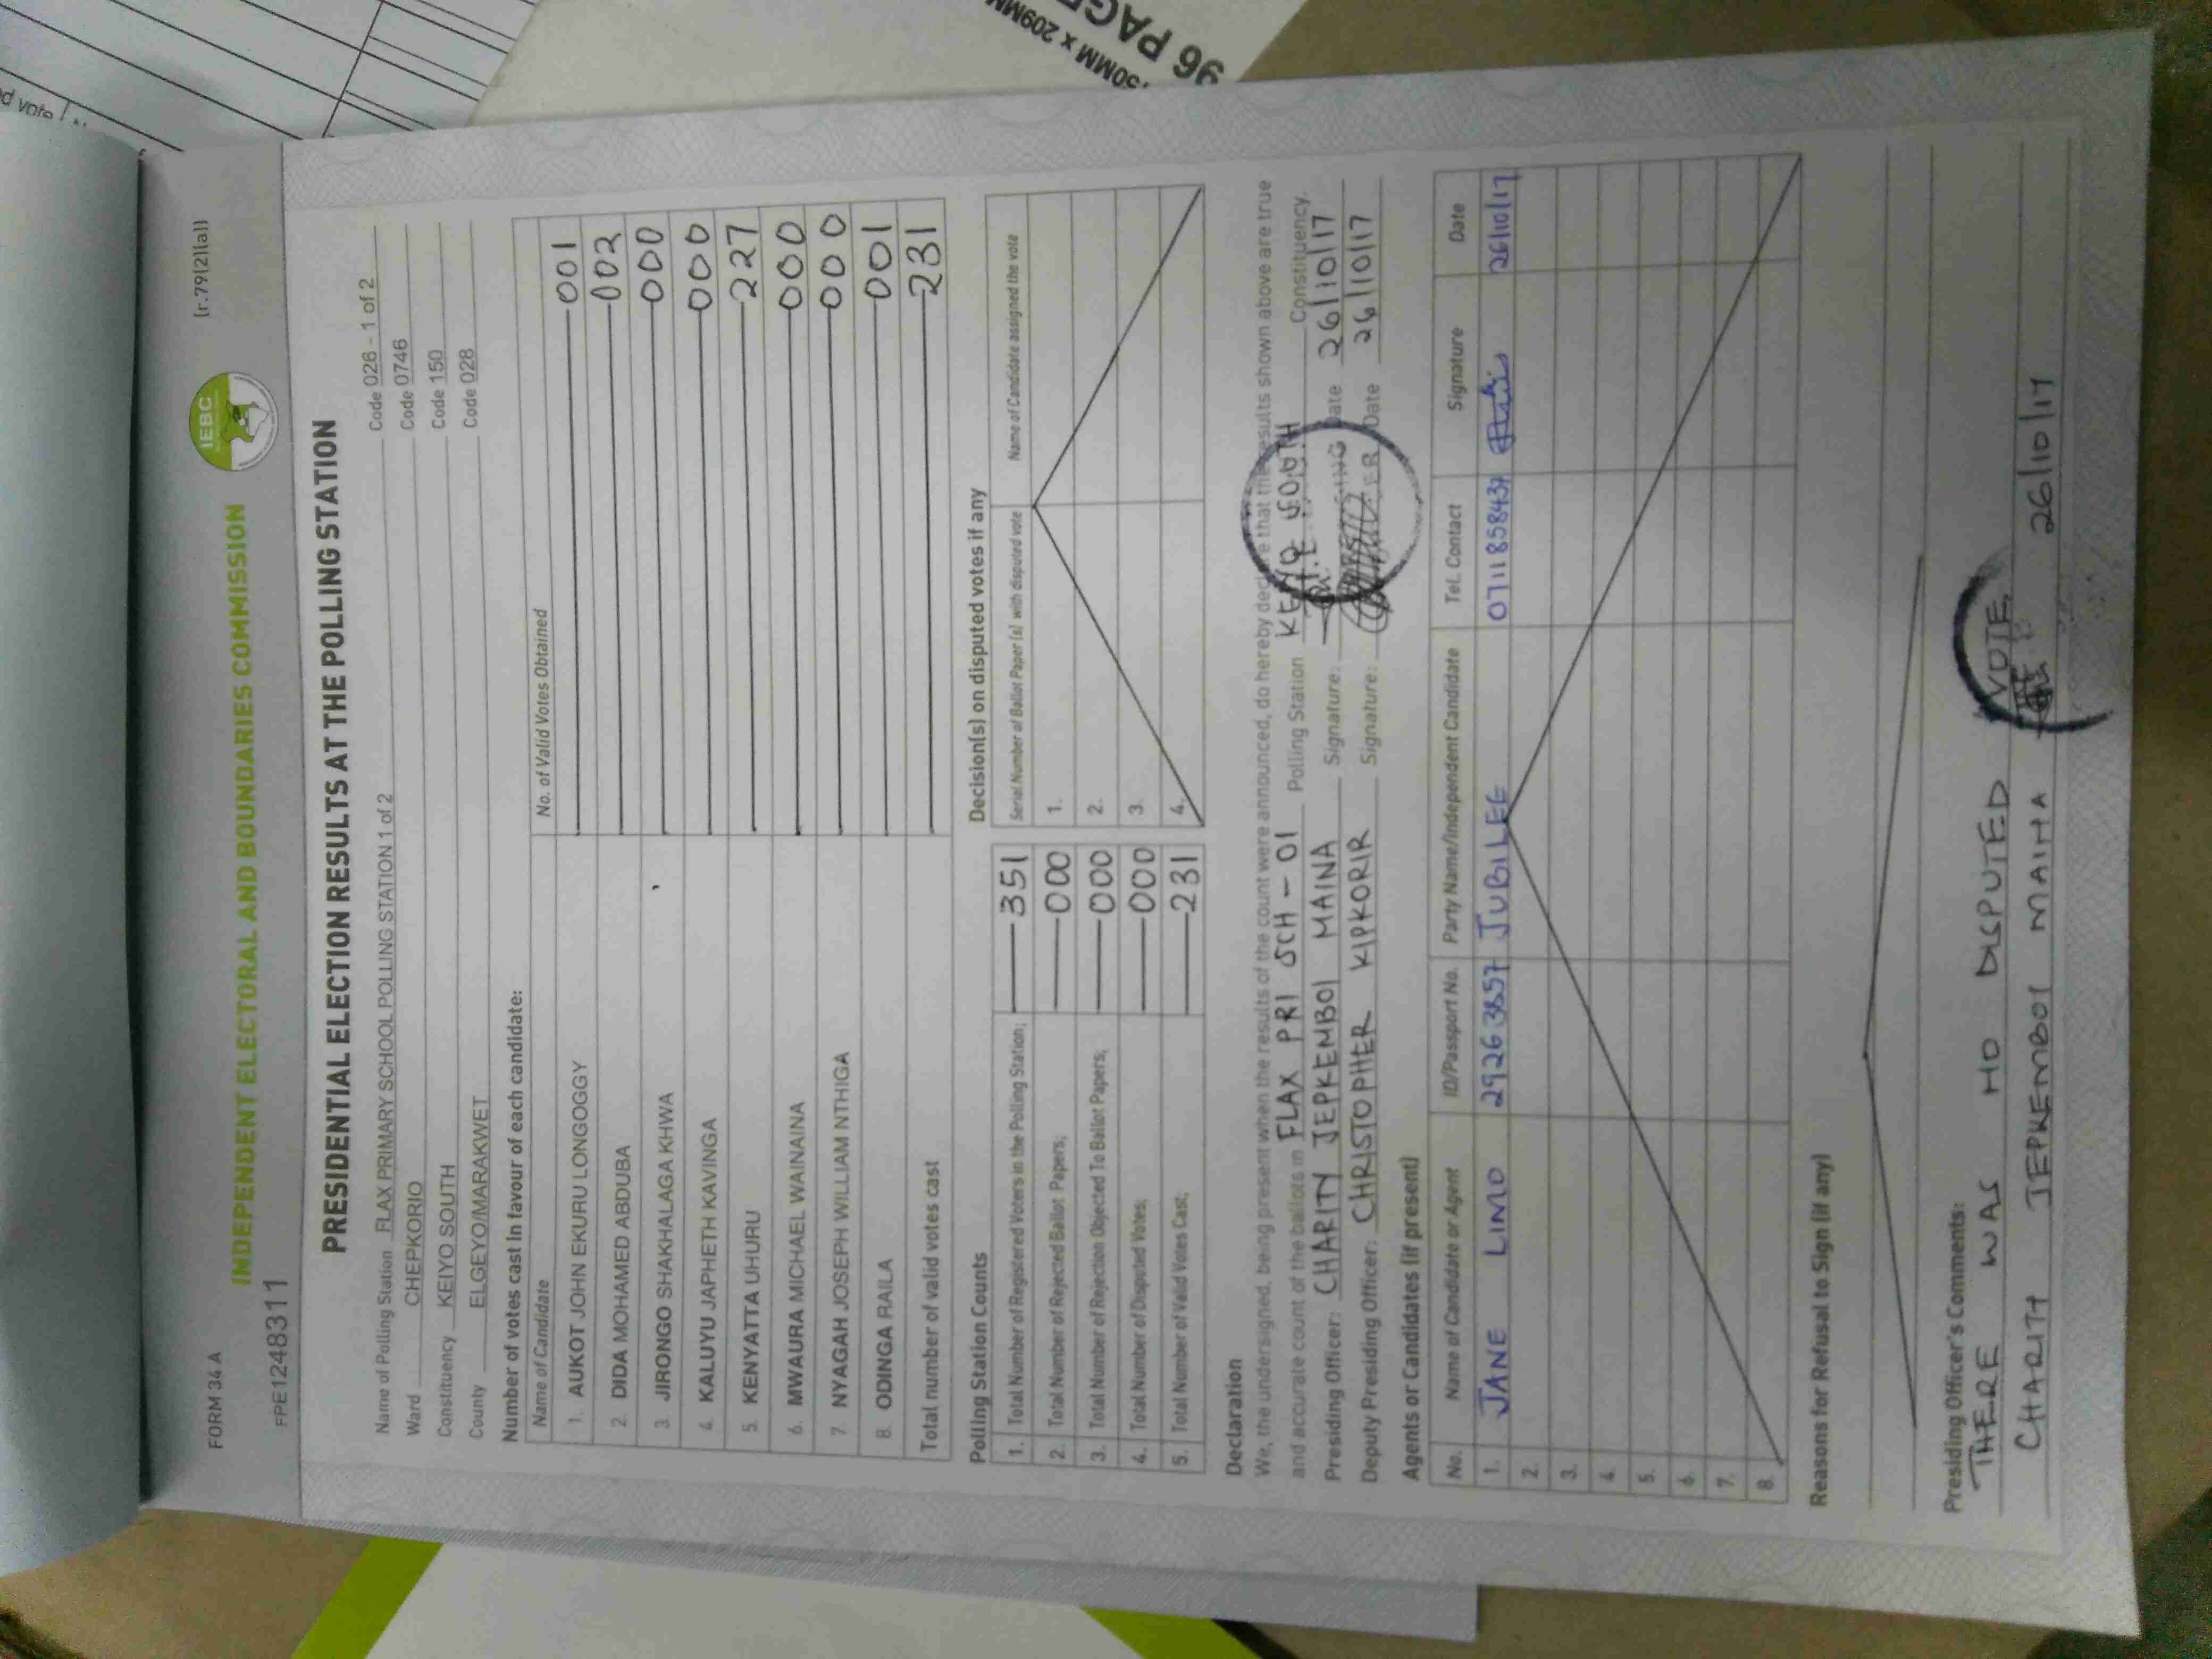 d vote
50MM x 209MM
96 PAG
FORM 34 A
(r.79(2)(a))
IEBC
INDEPENDENT ELECTORAL AND BOUNDARIES COMMISSION
FPE1248311
PRESIDENTIAL ELECTION RESULTS AT THE POLLING STATION
Name of Polling Station FLAX PRIMARY SCHOOL POLLING STATION 1 of 2 Code 026 - 1 of 2
Ward CHEPKORIO Code 0746
Constituency KEIYO SOUTH Code 150
County ELGEYO/MARAKWET Code 028
Number of votes cast in favour of each candidate:
Name of Candidate No. of Valid Votes Obtained
1. AUKOT JOHN EKURU LONGOGGY 001
2. DIDA MOHAMED ABDUBA 002
3. JIRONGO SHAKHALAGA KHWA 000
4. KALUYU JAPHETH KAVINGA 000
5. KENYATTA UHURU 227
6. MWAURA MICHAEL WAINAINA 000
7. NYAGAH JOSEPH WILLIAM NTHIGA 000
8. ODINGA RAILA 001
Total number of valid votes cast 231
Polling Station Counts
1. Total Number of Registered Voters in the Polling Station; 351
2. Total Number of Rejected Ballot Papers; 000
3. Total Number of Rejection Objected To Ballot Papers; 000
4. Total Number of Disputed Votes; 000
5. Total Number of Valid Votes Cast; 231
Decision(s) on disputed votes if any
Serial Number of Ballot Paper (s) with disputed vote Name of Candidate assigned the vote
1.
2.
3.
4.
Declaration
We, the undersigned, being present when the results of the count were announced, do hereby declare that the results shown above are true
and accurate count of the ballots in FLAX PRI SCH - 01 Polling Station KEIYO SOUTH Constituency.
Presiding Officer: CHARITY JEPKEMBOI MAINA Signature: Date 26/10/17
Deputy Presiding Officer: CHRISTOPHER KIPKORIR Signature: Date 26/10/17
Agents or Candidates (if present)
No. Name of Candidate or Agent ID/Passport No. Party Name/Independent Candidate Tel. Contact Signature Date
1. JANE LIMO 29263857 JUBILEE 0711858437 26/10/17
2.
3.
4.
5.
6.
7.
8.
Reasons for Refusal to Sign (if any)
Presiding Officer's Comments:
THERE WAS NO DISPUTED VOTE
CHARITY JEPKEMBOI MAINA 26/10/17